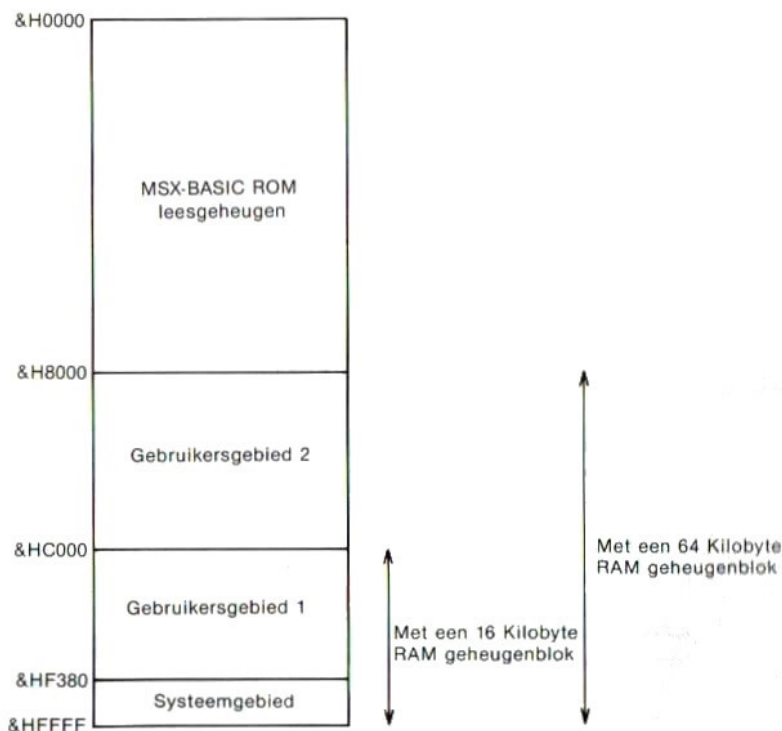 &H0000
MSX-BASIC ROM
leesgeheugen
&H8000
Gebruikersgebied 2
&HC000
Met een 64 Kilobyte
RAM geheugenblok
Gebruikersgebied 1
Met een 16 Kilobyte
RAM geheugenblok
&HF380
Systeemgebied
&HFFFF